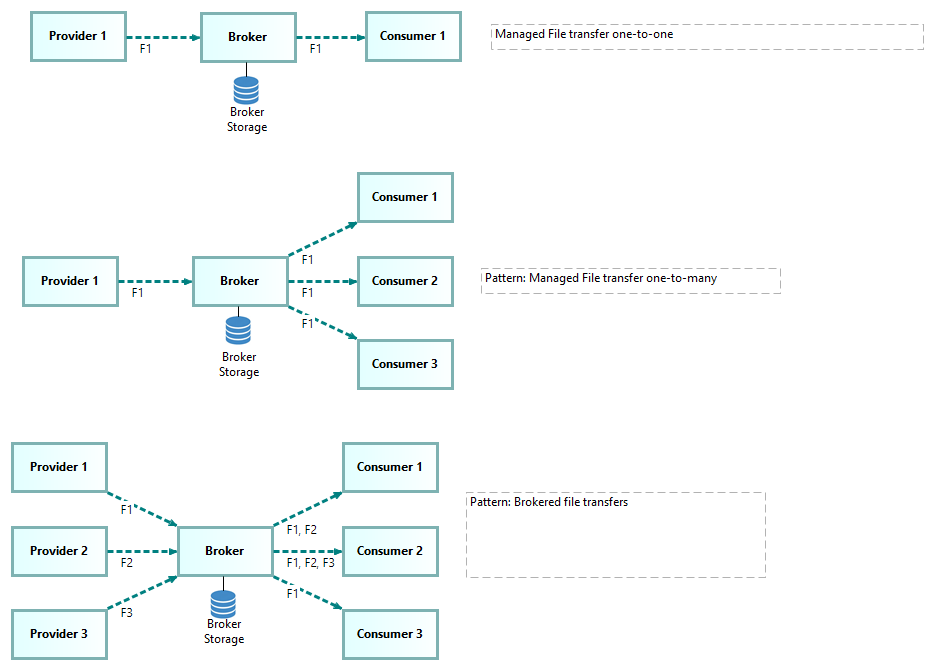 Provider 1
F1
Broker
F1
Consumer 1
Managed File transfer one-to-one
Broker
Storage
Consumer 1
F1
Provider 1
F1
Broker
F1
Consumer 2
Pattern: Managed File transfer one-to-many
F1
Broker
Storage
Consumer 3
Provider 1
Consumer 1
Pattern: Brokered file transfers
F1
F1, F2
Provider 2
F2
Broker
F1, F2, F3
Consumer 2
F1
F3
Broker
Storage
Provider 3
Consumer 3